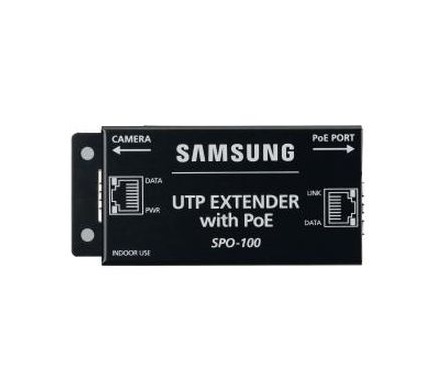 CAMERA
PoE PORT
SAMSUNG
DATA
PWR
UTP EXTENDER
with PoE
LINK
DATA
SPO-100
INDOOR USE